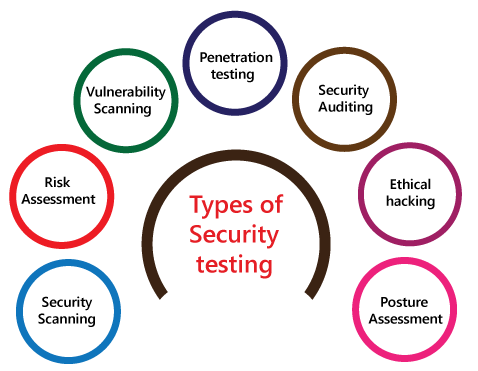 Penetration
testing
Vulnerability
Scanning
Security
Auditing
Risk
Assessment
Ethical
hacking
Types of
Security
testing
Security
Scanning
Posture
Assessment